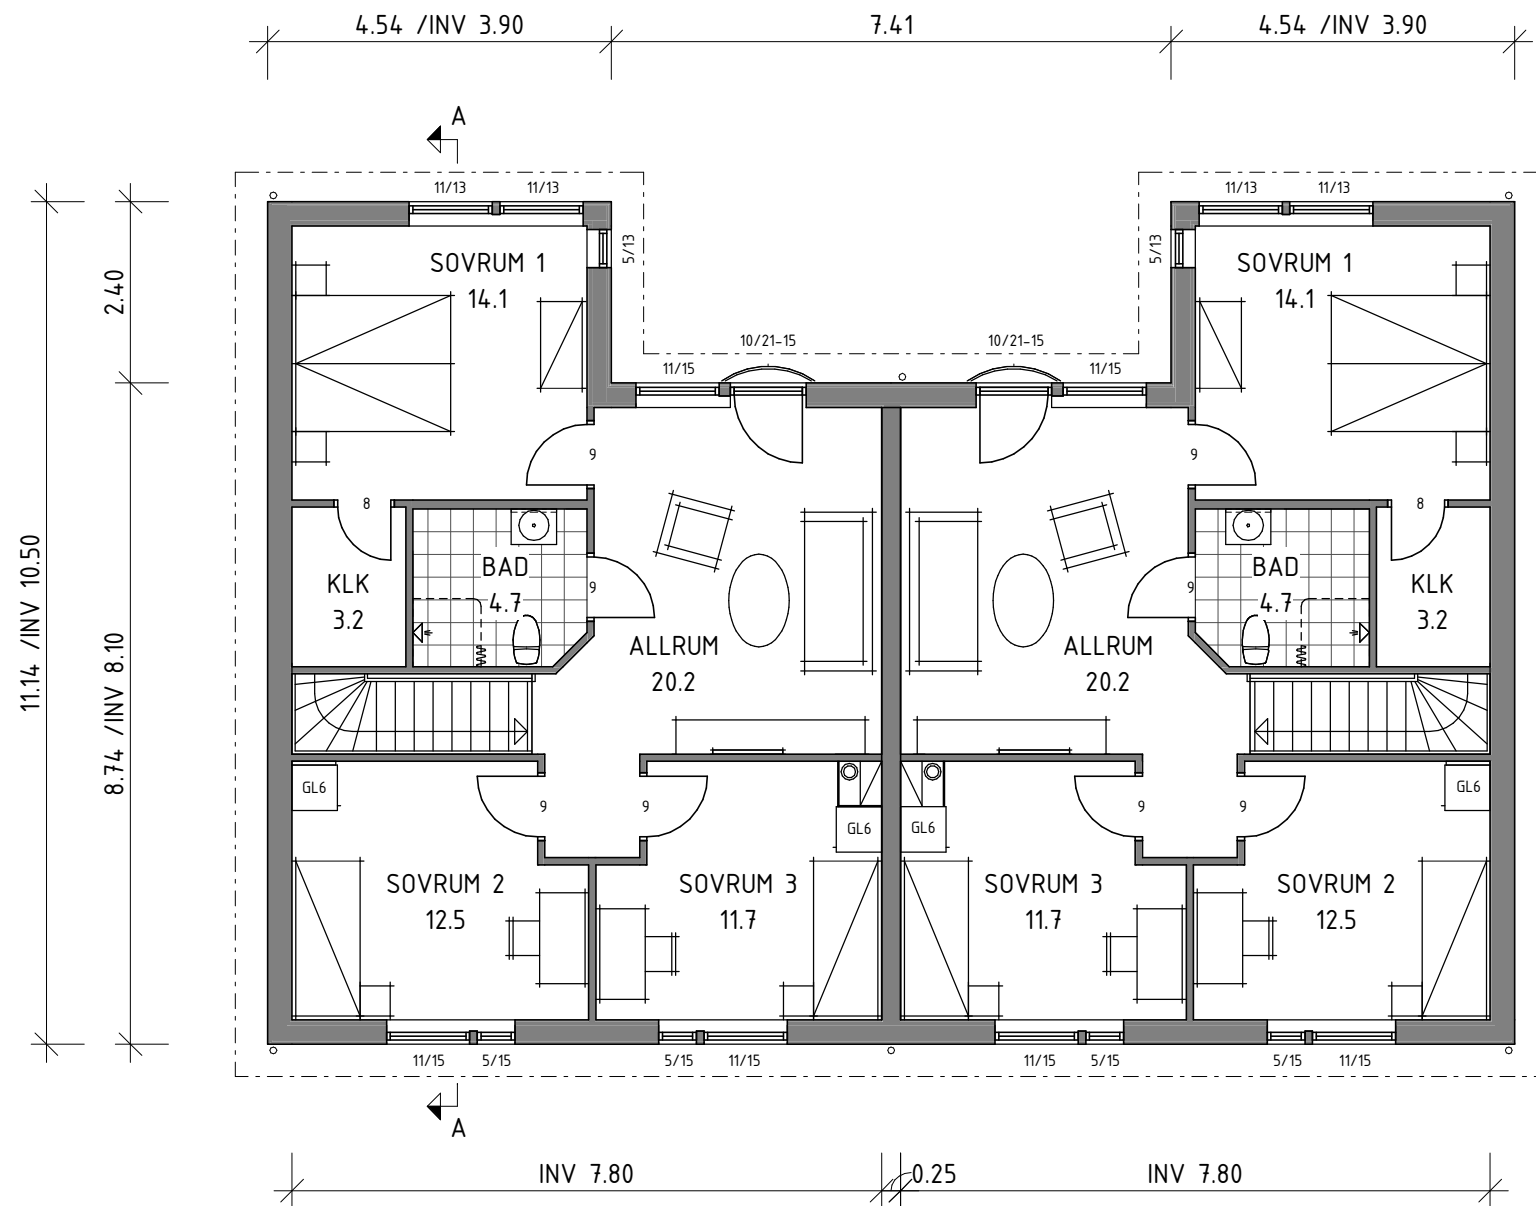 4.54 /INV 3.90
7.41
4.54 /INV 3.90
A
11/13
11/13
11/13
11/13
5/13
5/13
SOVRUM 1
14.1
SOVRUM 1
14.1
2.40
10/21-15
10/21-15
11/15
11/15
9
9
8
8
BAD
4.7
BAD
4.7
KLK
3.2
KLK
3.2
9
9
11.14 /INV 10.50
8.74 /INV 8.10
ALLRUM
20.2
ALLRUM
20.2
GL6
GL6
9
9
9
9
GL6
GL6
SOVRUM 2
12.5
SOVRUM 3
11.7
SOVRUM 3
11.7
SOVRUM 2
12.5
11/15
5/15
5/15
11/15
11/15
5/15
5/15
11/15
A
INV 7.80
0.25
INV 7.80